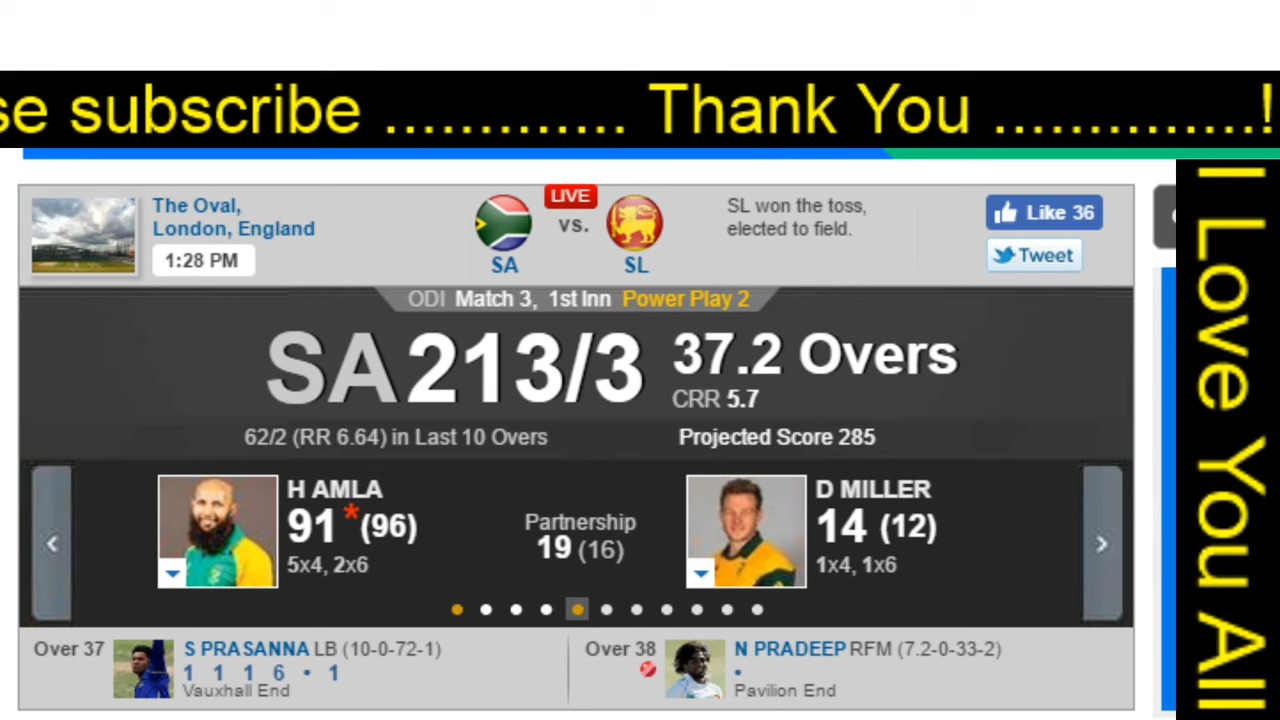 se subscribe ............. Thank You ..............!
I Love You All
The Oval,
London, England
1:28 PM
LIVE
vs.
SA
SL
SL won the toss,
elected to field.
Like 36
Tweet
ODI Match 3, 1st Inn Power Play 2
SA 213/3
37.2 Overs
CRR 5.7
62/2 (RR 6.64) in Last 10 Overs
Projected Score 285
H AMLA
91*(96)
5x4, 2x6
Partnership
19 (16)
D MILLER
14 (12)
1x4, 1x6
Over 37
S PRASANNA LB (10-0-72-1)
1 1 1 6 • 1
Vauxhall End
Over 38
N PRADEEP RFM (7.2-0-33-2)
•
Pavilion End